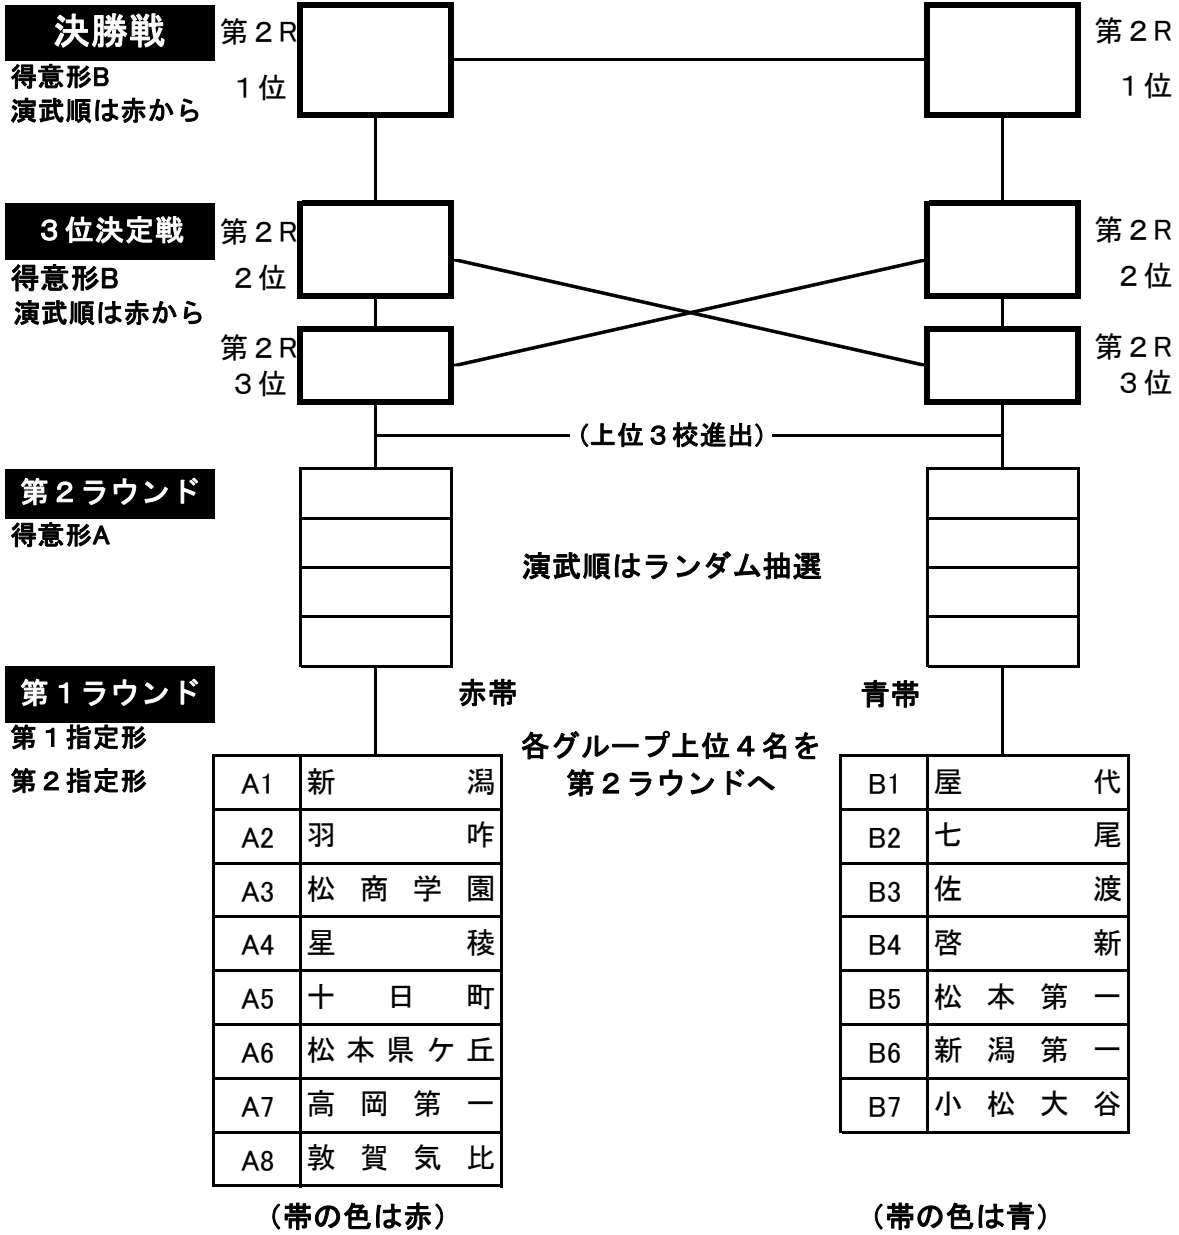 決勝戦
第２R
１位
第２R
１位
得意形B
演武順は赤から
３位決定戦
第２R
２位
第２R
２位
得意形B
演武順は赤から
第２R
３位
第２R
３位
（上位３校進出）
第２ラウンド
得意形A
演武順はランダム抽選
第１ラウンド
赤帯
青帯
第１指定形
第２指定形
各グループ上位４名を
第２ラウンドへ
A1 新潟
A2 羽咋
A3 松商学園
A4 星稜
A5 十日町
A6 松本県ケ丘
A7 高岡第一
A8 敦賀気比
（帯の色は赤）
B1 屋代
B2 七尾
B3 佐渡
B4 啓新
B5 松本第一
B6 新潟第一
B7 小松大谷
（帯の色は青）